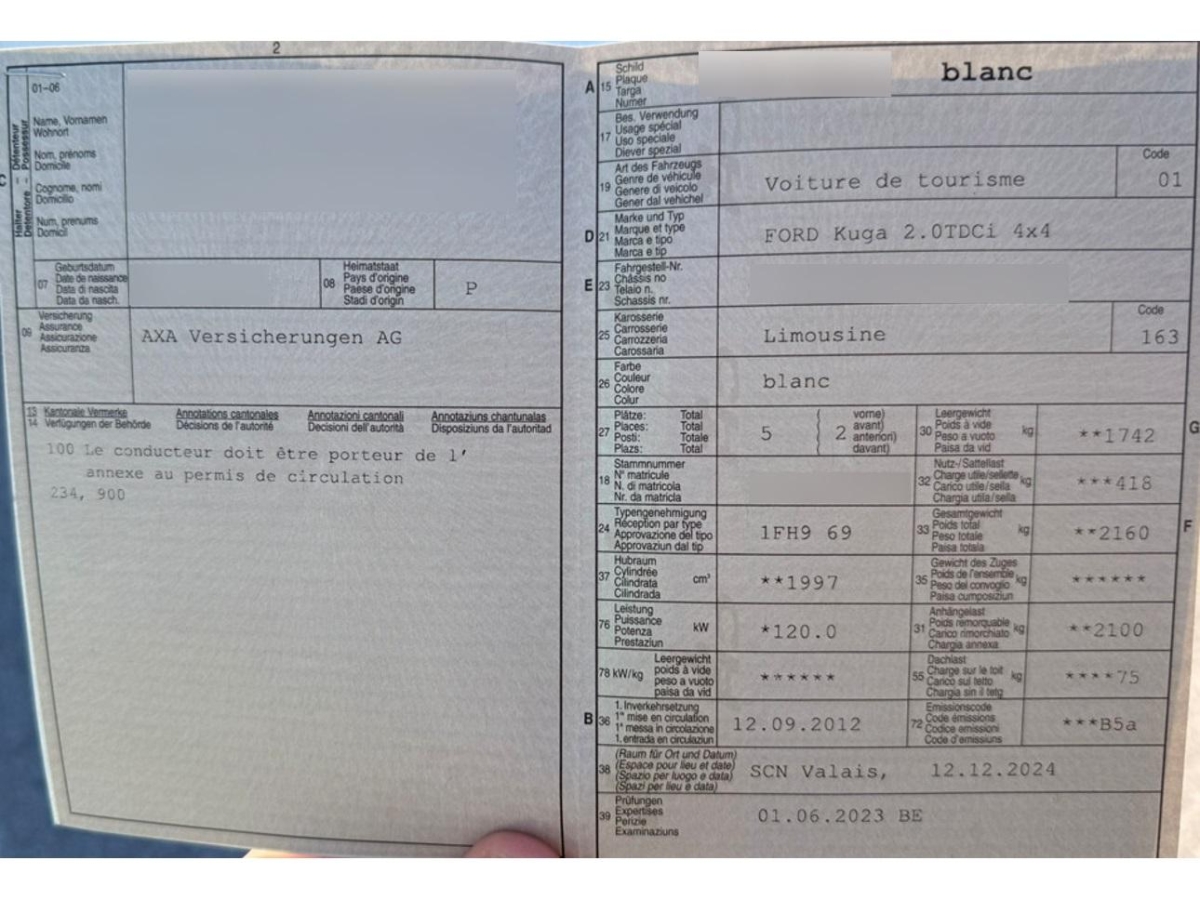 2
01-06
C
Halter - Détenteur
Detentore - Possessur
Name, Vornamen
Wohnort
Nom, prénoms
Domicile
Cognome, nomi
Domicilio
Num, prenums
Domicil
07 Geburtsdatum
Date de naissance
Data di nascita
Data da nasch.
08 Heimatstaat
Pays d'origine
Paese d'origine
Stadi d'origin
P
09 Versicherung
Assurance
Assicurazione
Assicuranza
AXA Versicherungen AG
13 Kantonale Vermerke Annotations cantonales Annotazioni cantonali Annotaziuns chantunalas
14 Verfügungen der Behörde Décisions de l'autorité Decisioni dell'autorità Disposiziuns da l'autoritad
100 Le conducteur doit être porteur de l'
annexe au permis de circulation
234, 900
A 15 Schild
Plaque
Targa
Numer
blanc
17 Bes. Verwendung
Usage spécial
Uso speciale
Diever spezial
19 Art des Fahrzeugs
Genre de véhicule
Genere di veicolo
Gener dal vehichel
Voiture de tourisme
Code
01
D 21 Marke und Typ
Marque et type
Marca e tipo
Marca e tip
FORD Kuga 2.0TDCi 4x4
E 23 Fahrgestell-Nr.
Châssis no
Telaio n.
Schassis nr.
25 Karosserie
Carrosserie
Carrozzeria
Carossaria
Limousine
Code
163
26 Farbe
Couleur
Colore
Colur
blanc
27 Plätze: Total
Places: Total
Posti: Totale
Plazs: Total
5 2
vorne)
avant)
anteriori)
davant)
30 Leergewicht
Poids à vide
Peso a vuoto
Paisa da vid
kg
**1742
G
18 Stammnummer
N° matricule
N. di matricola
Nr. da matricla
32 Nutz-/Sattellast
Charge utile/sellette
Carico utile/sella
Chargia utila/sella
kg
***418
24 Typengenehmigung
Réception par type
Approvazione del tipo
Approvaziun dal tip
1FH9 69
33 Gesamtgewicht
Poids total
Peso totale
Paisa totala
kg
**2160
F
37 Hubraum
Cylindrée
Cilindrata
Cilindrada
cm³
**1997
35 Gewicht des Zuges
Poids de l'ensemble
Peso del convoglio
Paisa cumposiziun
kg
******
76 Leistung
Puissance
Potenza
Prestaziun
kW
*120.0
31 Anhängelast
Poids remorquable
Carico rimorchiato
Chargia annexa
kg
**2100
78 kW/kg Leergewicht
poids à vide
peso a vuoto
paisa da vid
******
55 Dachlast
Charge sur le toit
Carico sul tetto
Chargia sin il tetg
kg
****75
B 36 1. Inverkehrsetzung
1re mise en circulation
1a messa in circolazione
1. entrada en circulaziun
12.09.2012
72 Emissionscode
Code émissions
Codice emissioni
Code d'emissiuns
***B5a
38 (Raum für Ort und Datum)
(Espace pour lieu et date)
(Spazio per luogo e data)
(Spazi per lieu e data)
SCN Valais, 12.12.2024
39 Prüfungen
Expertises
Perizie
Examinaziuns
01.06.2023 BE